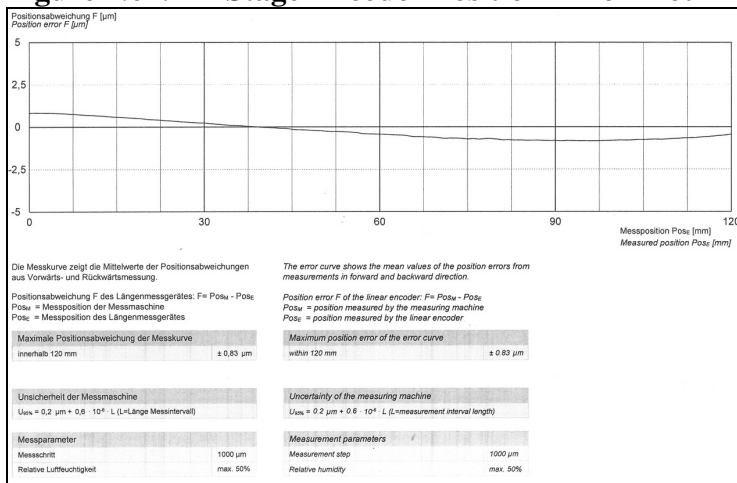 Positionsabweichung F [µm]
Position error F [µm]
5
2,5
0
-2,5
-5
0 30 60 90 120
Messposition PosE [mm]
Measured position PosE [mm]
Die Messkurve zeigt die Mittelwerte der Positionsabweichungen
aus Vorwärts- und Rückwärtsmessung.
Positionsabweichung F des Längenmessgerätes: F= PosM - PosE
PosM = Messposition der Messmaschine
PosE = Messposition des Längenmessgerätes
The error curve shows the mean values of the position errors from
measurements in forward and backward direction.
Position error F of the linear encoder: F= PosM - PosE
PosM = position measured by the measuring machine
PosE = position measured by the linear encoder
Maximale Positionsabweichung der Messkurve
innerhalb 120 mm ± 0,83 µm
Maximum position error of the error curve
within 120 mm ± 0.83 µm
Unsicherheit der Messmaschine
U95% = 0,2 µm + 0,6 · 10-6 · L (L=Länge Messintervall)
Uncertainty of the measuring machine
U95% = 0.2 µm + 0.6 · 10-6 · L (L=measurement interval length)
Messparameter
Messschritt 1000 µm
Relative Luftfeuchtigkeit max. 50%
Measurement parameters
Measurement step 1000 µm
Relative humidity max. 50%